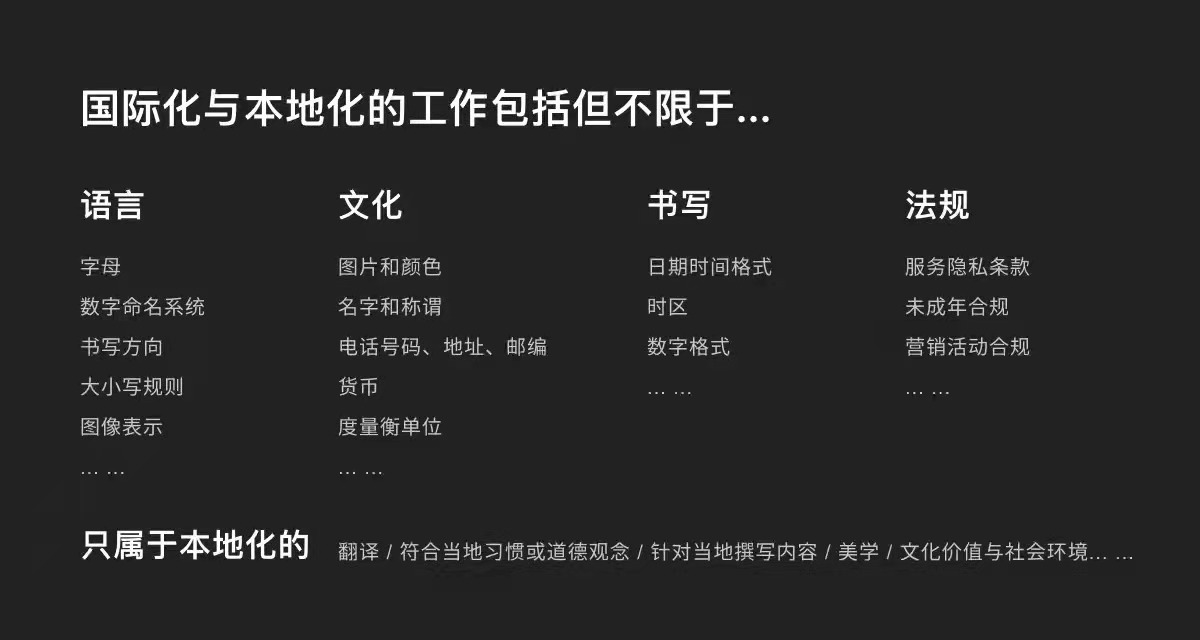 国际化与本地化的工作包括但不限于...
语言
字母
数字命名系统
书写方向
大小写规则
图像表示
... ...
文化
图片和颜色
名字和称谓
电话号码、地址、邮编
货币
度量衡单位
... ...
书写
日期时间格式
时区
数字格式
... ...
法规
服务隐私条款
未成年合规
营销活动合规
... ...
只属于本地化的
翻译 / 符合当地习惯或道德观念 / 针对当地撰写内容 / 美学 / 文化价值与社会环境... ...